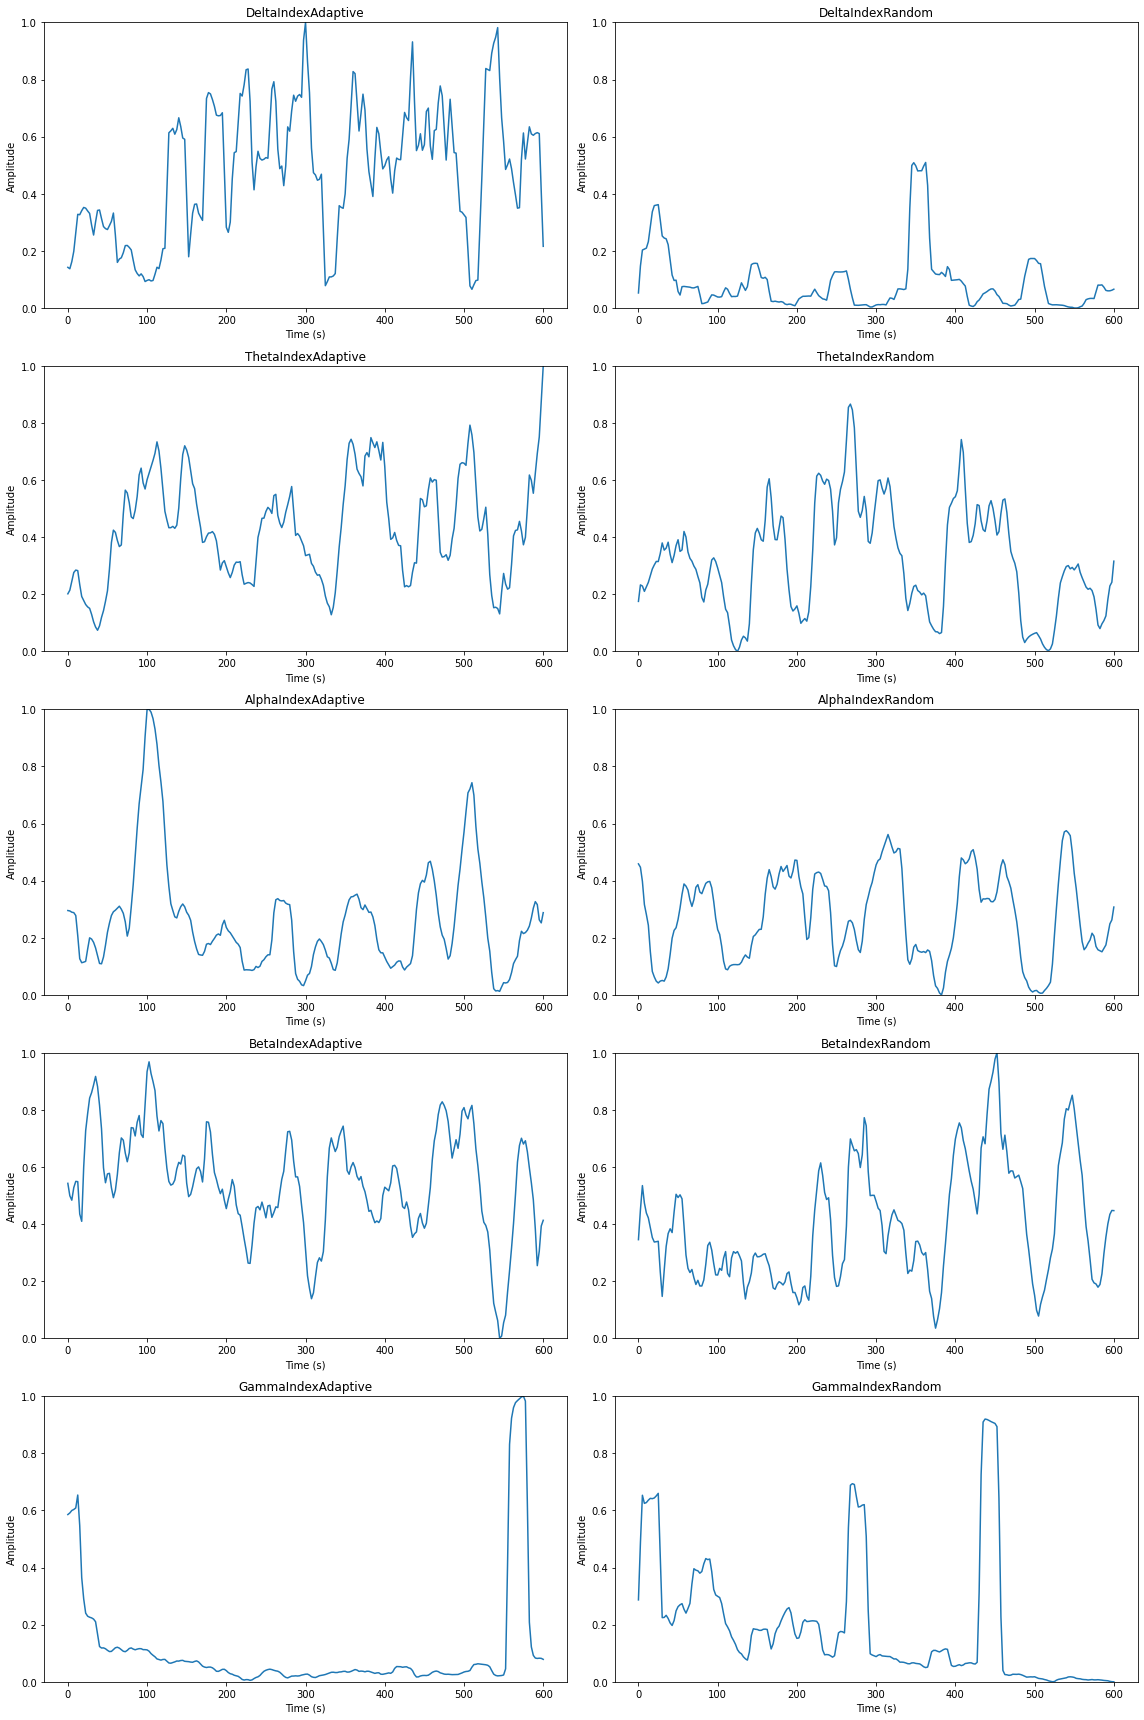 DeltaIndexAdaptive
1.0
0.8
0.6
0.4
0.2
0.0
Amplitude
0 100 200 300 400 500 600
Time (s)
DeltaIndexRandom
1.0
0.8
0.6
0.4
0.2
0.0
Amplitude
0 100 200 300 400 500 600
Time (s)
ThetaIndexAdaptive
1.0
0.8
0.6
0.4
0.2
0.0
Amplitude
0 100 200 300 400 500 600
Time (s)
ThetaIndexRandom
1.0
0.8
0.6
0.4
0.2
0.0
Amplitude
0 100 200 300 400 500 600
Time (s)
AlphaIndexAdaptive
1.0
0.8
0.6
0.4
0.2
0.0
Amplitude
0 100 200 300 400 500 600
Time (s)
AlphaIndexRandom
1.0
0.8
0.6
0.4
0.2
0.0
Amplitude
0 100 200 300 400 500 600
Time (s)
BetaIndexAdaptive
1.0
0.8
0.6
0.4
0.2
0.0
Amplitude
0 100 200 300 400 500 600
Time (s)
BetaIndexRandom
1.0
0.8
0.6
0.4
0.2
0.0
Amplitude
0 100 200 300 400 500 600
Time (s)
GammaIndexAdaptive
1.0
0.8
0.6
0.4
0.2
0.0
Amplitude
0 100 200 300 400 500 600
Time (s)
GammaIndexRandom
1.0
0.8
0.6
0.4
0.2
0.0
Amplitude
0 100 200 300 400 500 600
Time (s)